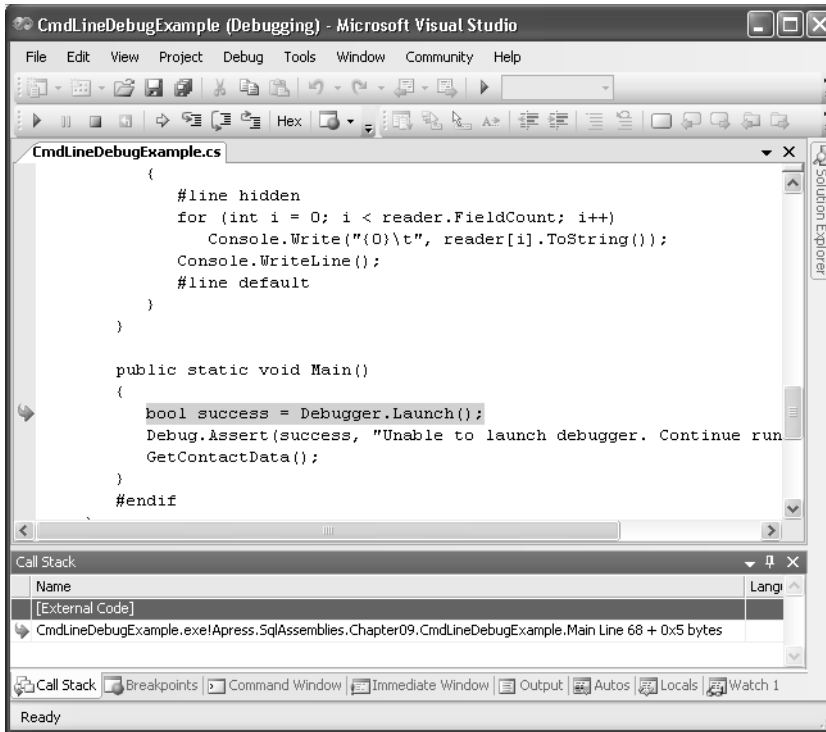 CmdLineDebugExample (Debugging) - Microsoft Visual Studio
File Edit View Project Debug Tools Window Community Help
Hex
CmdLineDebugExample.cs
Solution Explorer
{
#line hidden
for (int i = 0; i < reader.FieldCount; i++)
Console.Write("{0}\t", reader[i].ToString());
Console.WriteLine();
#line default
}
}
public static void Main()
{
bool success = Debugger.Launch();
Debug.Assert(success, "Unable to launch debugger. Continue run
GetContactData();
}
#endif
Call Stack
Name Langu
[External Code]
CmdLineDebugExample.exe!Apress.SqlAssemblies.Chapter09.CmdLineDebugExample.Main Line 68 + 0x5 bytes
Call Stack Breakpoints Command Window Immediate Window Output Autos Locals Watch 1
Ready